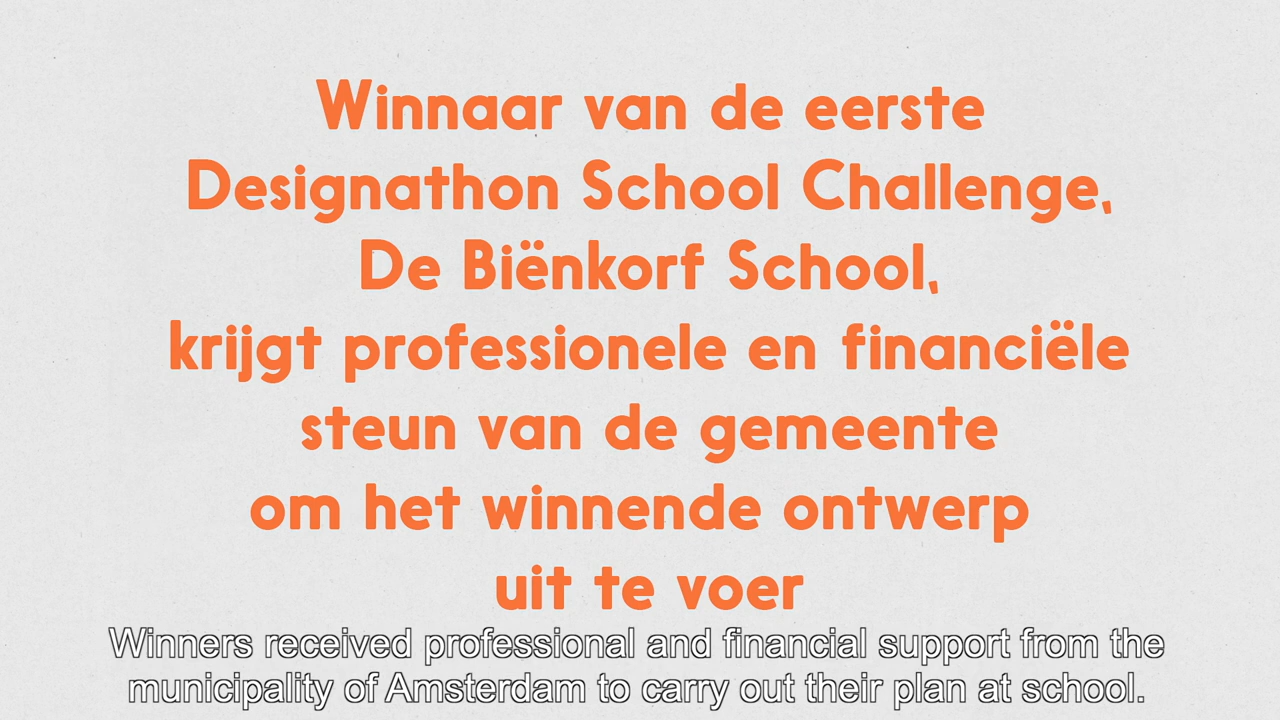 Winnaar van de eerste
Designathon School Challenge,
De Biënkorf School,
krijgt professionele en financiële
steun van de gemeente
om het winnende ontwerp
uit te voer
Winners received professional and financial support from the
municipality of Amsterdam to carry out their plan at school.